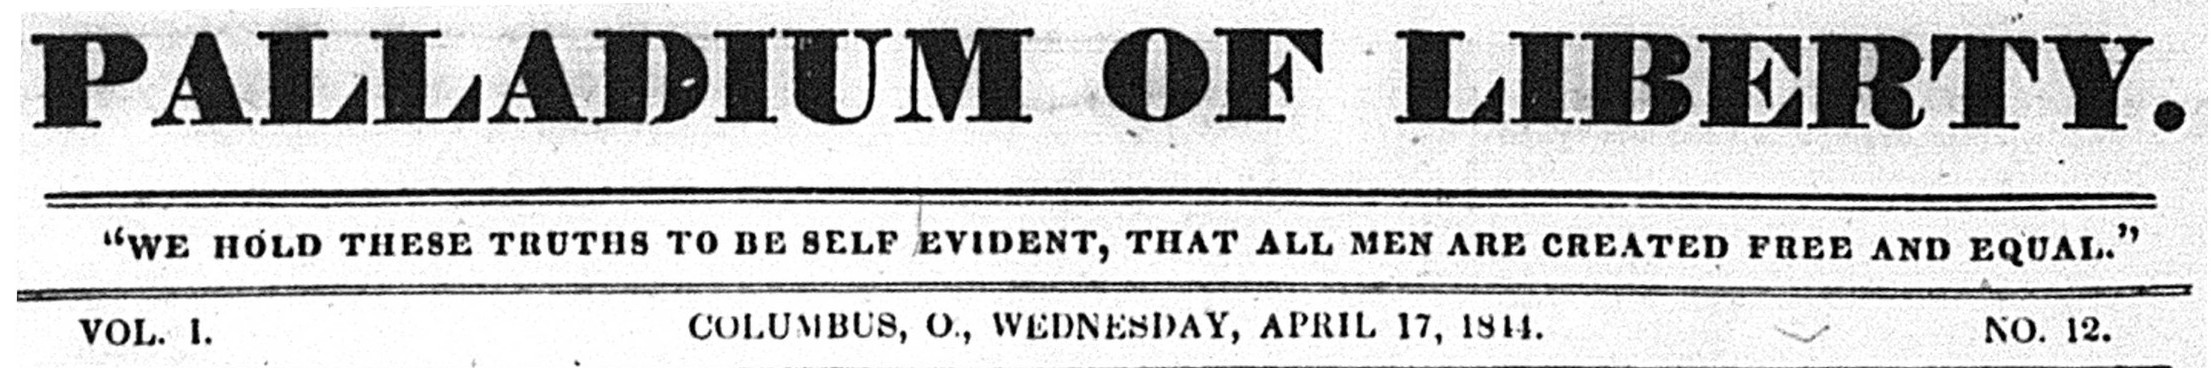 PALLADIUM OF LIBERTY.
“WE HOLD THESE TRUTHS TO BE SELF EVIDENT, THAT ALL MEN ARE CREATED FREE AND EQUAL.”
VOL. I.
COLUMBUS, O., WEDNESDAY, APRIL 17, 1844.
NO. 12.